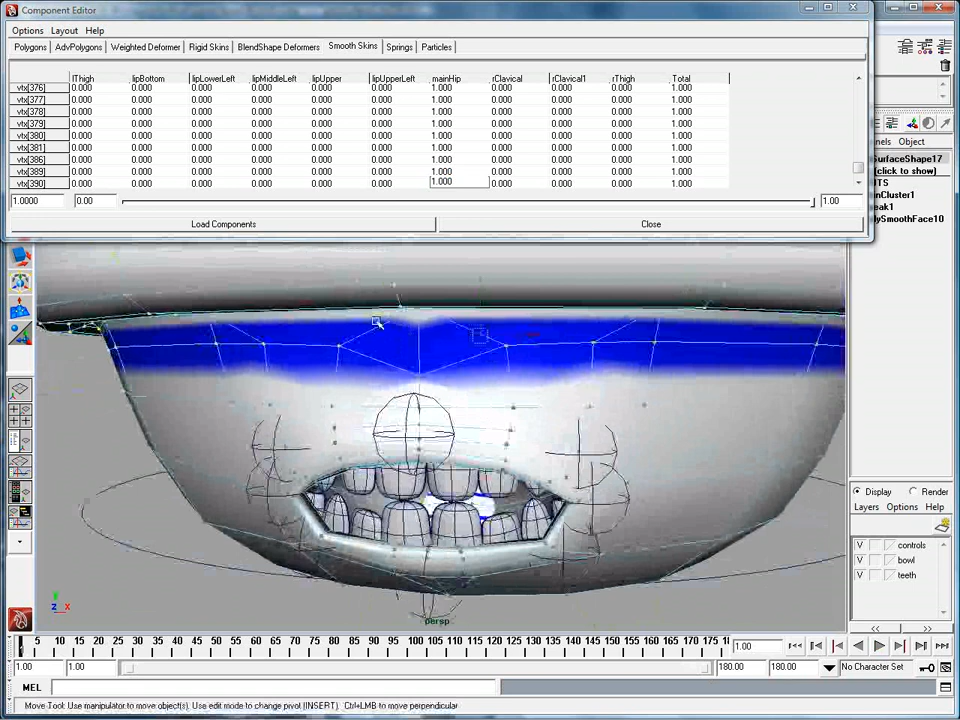 Component Editor
Options Layout Help
Polygons AdvPolygons Weighted Deformer Rigid Skins BlendShape Deformers Smooth Skins Springs Particles
lThigh lipBottom lipLowerLeft lipMiddleLeft lipUpper lipUpperLeft mainHip rClavical rClavical1 rThigh Total
vtx[376] 0.000 0.000 0.000 0.000 0.000 0.000 1.000 0.000 0.000 0.000 1.000
vtx[377] 0.000 0.000 0.000 0.000 0.000 0.000 1.000 0.000 0.000 0.000 1.000
vtx[378] 0.000 0.000 0.000 0.000 0.000 0.000 1.000 0.000 0.000 0.000 1.000
vtx[379] 0.000 0.000 0.000 0.000 0.000 0.000 1.000 0.000 0.000 0.000 1.000
vtx[380] 0.000 0.000 0.000 0.000 0.000 0.000 1.000 0.000 0.000 0.000 1.000
vtx[381] 0.000 0.000 0.000 0.000 0.000 0.000 1.000 0.000 0.000 0.000 1.000
vtx[386] 0.000 0.000 0.000 0.000 0.000 0.000 1.000 0.000 0.000 0.000 1.000
vtx[389] 0.000 0.000 0.000 0.000 0.000 0.000 1.000 0.000 0.000 0.000 1.000
vtx[390] 0.000 0.000 0.000 0.000 0.000 0.000 1.000 0.000 0.000 0.000 1.000
1.0000 0.00 1.00
Load Components Close
nels Object
SurfaceShape17
(click to show)
UTS
inCluster1
eak1
lySmoothFace10
Display Render
Layers Options Help
V controls
V bowl
V teeth
y
z x
persp
5 10 15 20 25 30 35 40 45 50 55 60 65 70 75 80 85 90 95 100 105 110 115 120 125 130 135 140 145 150 155 160 165 170 175 18 1.00
1.00 1.00 180.00 180.00 No Character Set
MEL
Move Tool: Use manipulator to move object(s). Use edit mode to change pivot (INSERT). Ctrl+LMB to move perpendicular